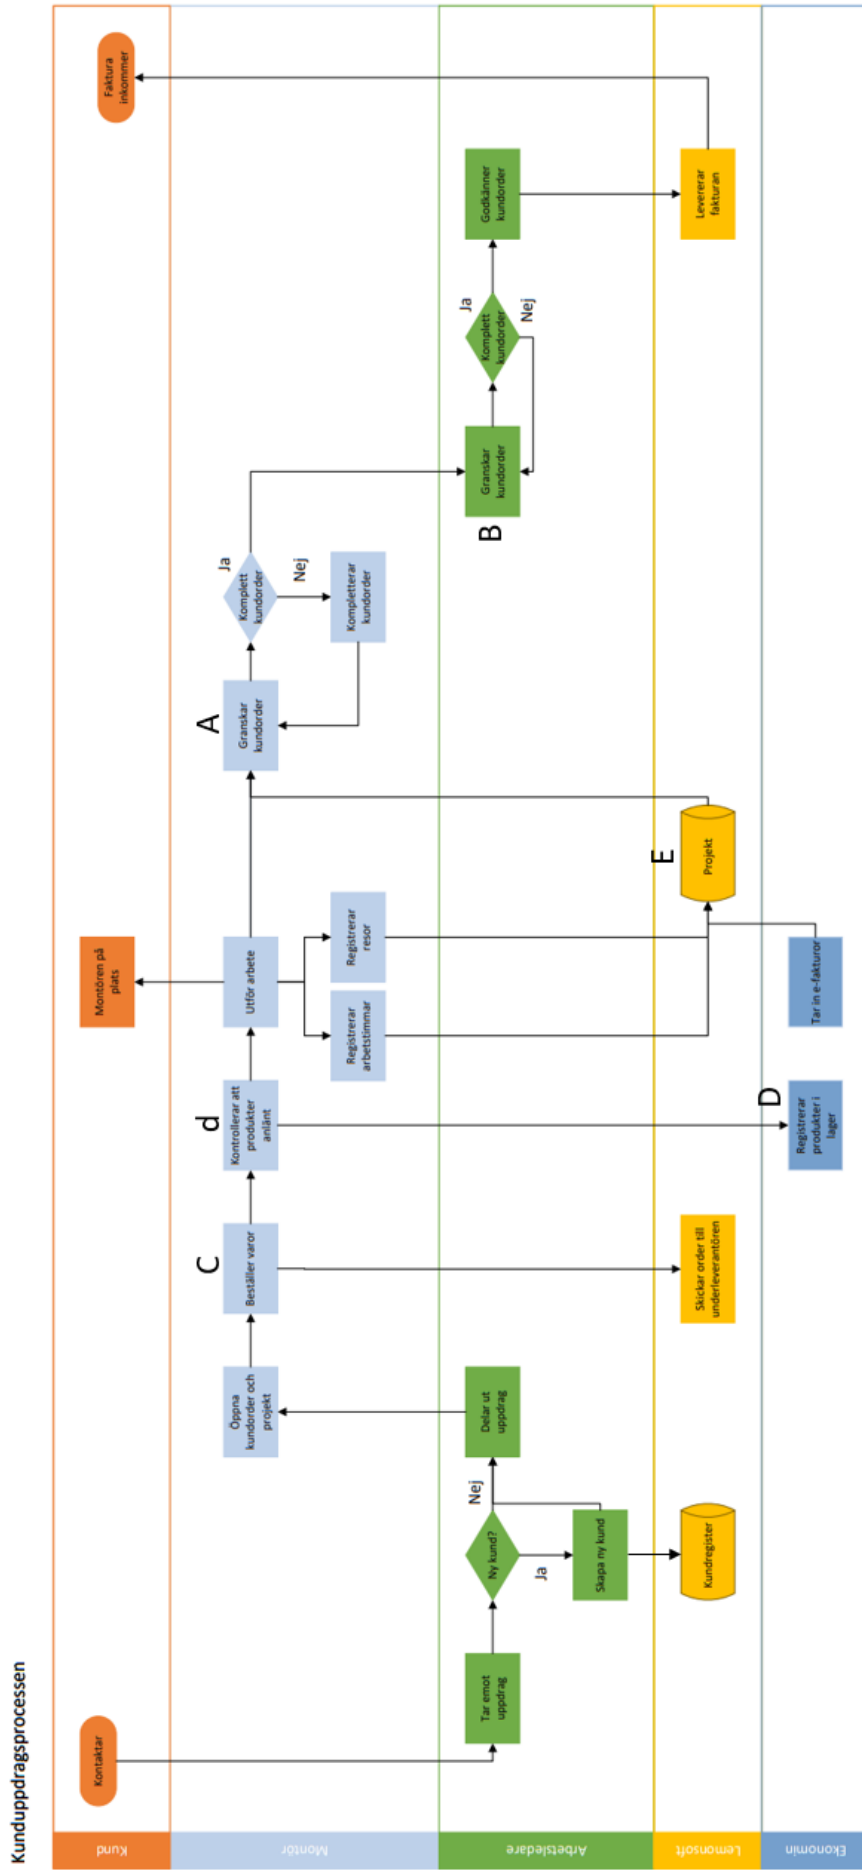 Kunduppdragsprocessen
Kund
Kontaktar
Montören på
plats
Faktura
inkommer
Montör
Öppna
kundorder och
projekt
C
Beställer varor
d
Kontrollerar att
produkter
anlänt
Utför arbete
Registrerar
arbetstimmar
Registrerar
resor
A
Granskar
kundorder
Komplett
kundorder
Ja
Nej
Kompletterar
kundorder
Arbetsledare
Tar emot
uppdrag
Ny kund?
Nej
Ja
Skapa ny kund
Delar ut
uppdrag
B
Granskar
kundorder
Komplett
kundorder
Ja
Nej
Godkänner
kundorder
Lemonsoft
Kundregister
Skickar order till
underleverantören
E
Projekt
Levererar
fakturan
Ekonomin
D
Registrerar
produkter i
lager
Tar in e-fakturor